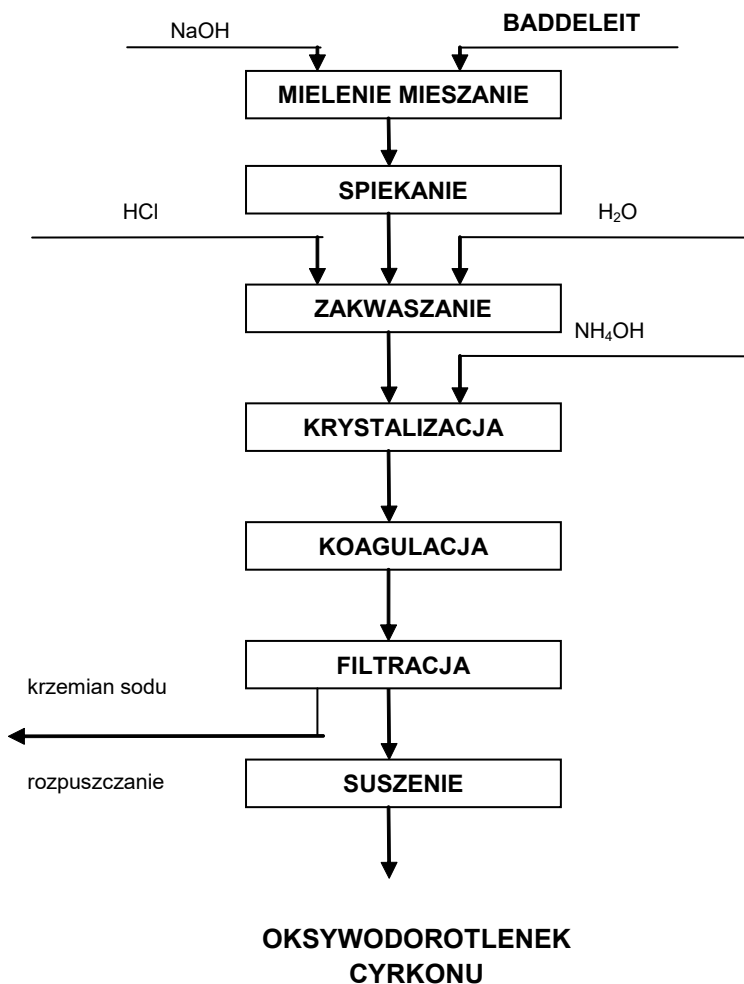 NaOH
BADDELEIT
MIELENIE MIESZANIE
SPIEKANIE
HCl
H₂O
ZAKWASZANIE
NH₄OH
KRYSTALIZACJA
KOAGULACJA
FILTRACJA
krzemian sodu
rozpuszczanie
SUSZENIE
OKSYWODOROTLENEK
CYRKONU